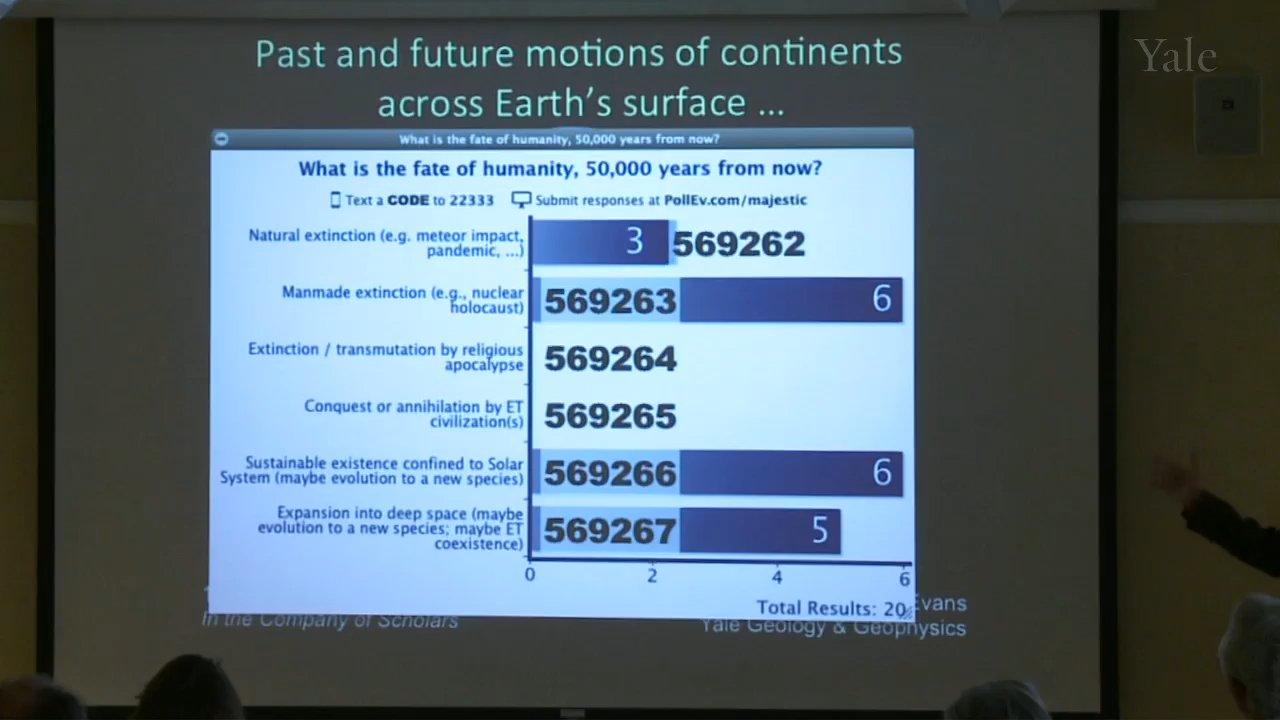 Past and future motions of continents
across Earth's surface ...
Yale
What is the fate of humanity, 50,000 years from now?
What is the fate of humanity, 50,000 years from now?
Text a CODE to 22333 Submit responses at PollEv.com/majestic
Natural extinction (e.g. meteor impact,
pandemic, ...)
3 569262
Manmade extinction (e.g., nuclear
holocaust)
569263 6
Extinction / transmutation by religious
apocalypse
569264
Conquest or annihilation by ET
civilization(s)
569265
Sustainable existence confined to Solar
System (maybe evolution to a new species)
569266 6
Expansion into deep space (maybe
evolution to a new species; maybe ET
coexistence)
569267 5
0 2 4 6
Total Results: 20
Evans
In the Company of Scholars
Yale Geology & Geophysics